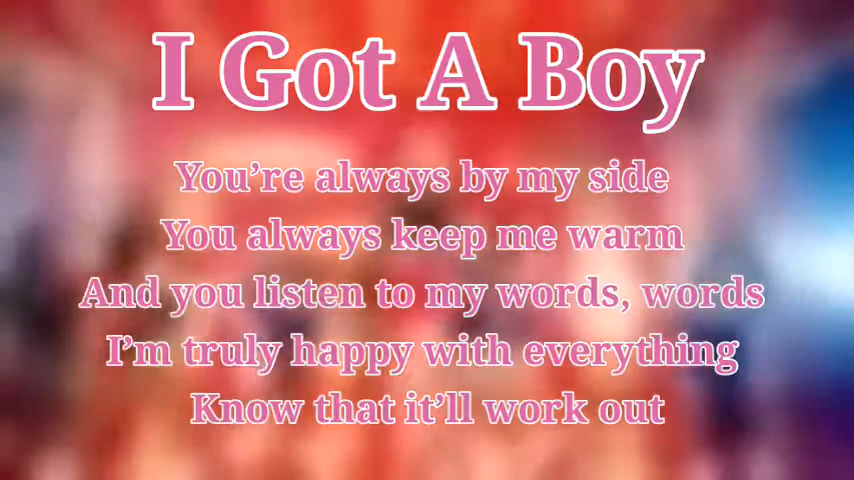 I Got A Boy
You’re always by my side
You always keep me warm
And you listen to my words, words
I’m truly happy with everything
Know that it’ll work out